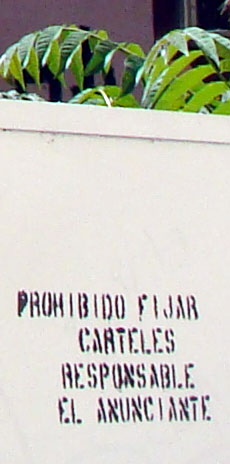 PROHIBIDO FIJAR
CARTELES
RESPONSABLE
EL ANUNCIANTE